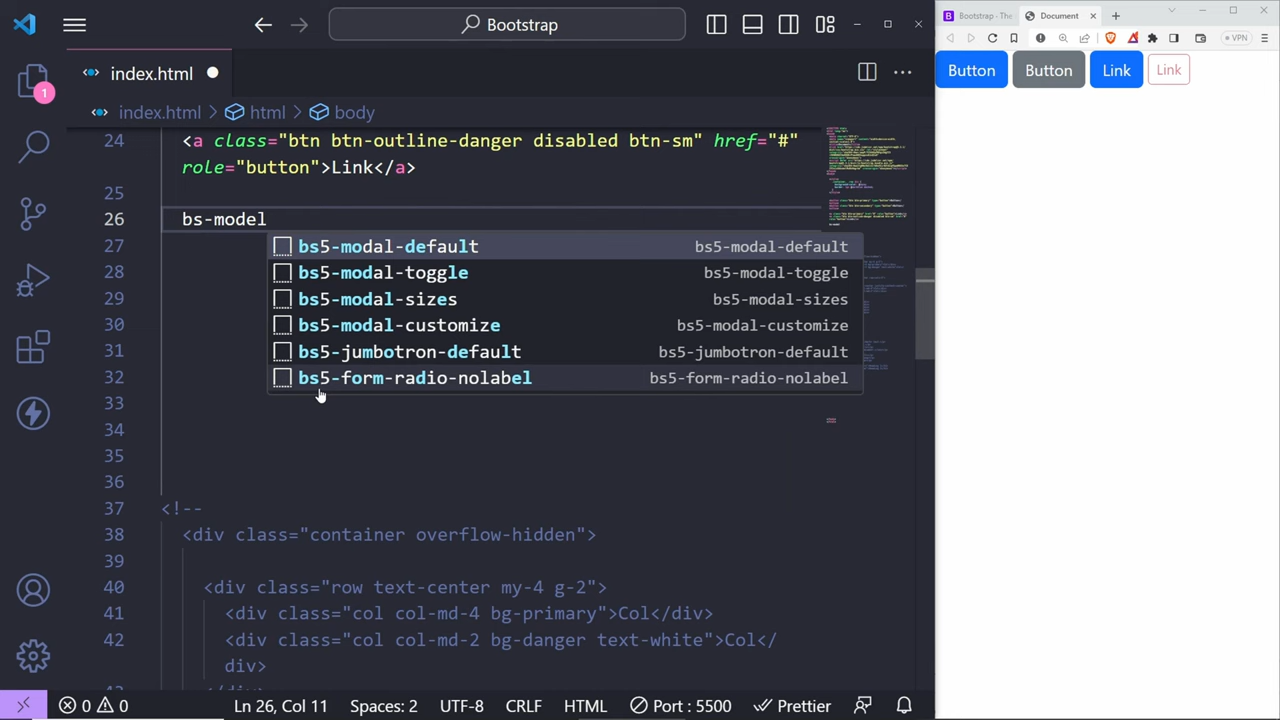 Bootstrap
Bootstrap - The
Document
VPN
index.html
index.html > html > body
Button
Button
Link
Link
1
24 <a class="btn btn-outline-danger disabled btn-sm" href="#"
role="button">Link</a>
25
26 bs-model
27
28
29
30
31
32
33
34
35
36
bs5-modal-default bs5-modal-default
bs5-modal-toggle bs5-modal-toggle
bs5-modal-sizes bs5-modal-sizes
bs5-modal-customize bs5-modal-customize
bs5-jumbotron-default bs5-jumbotron-default
bs5-form-radio-nolabel bs5-form-radio-nolabel
37 <!--
38 <div class="container overflow-hidden">
39
40 <div class="row text-center my-4 g-2">
41 <div class="col col-md-4 bg-primary">Col</div>
42 <div class="col col-md-2 bg-danger text-white">Col</
div>
0 0 Ln 26, Col 11 Spaces: 2 UTF-8 CRLF HTML Port : 5500 Prettier